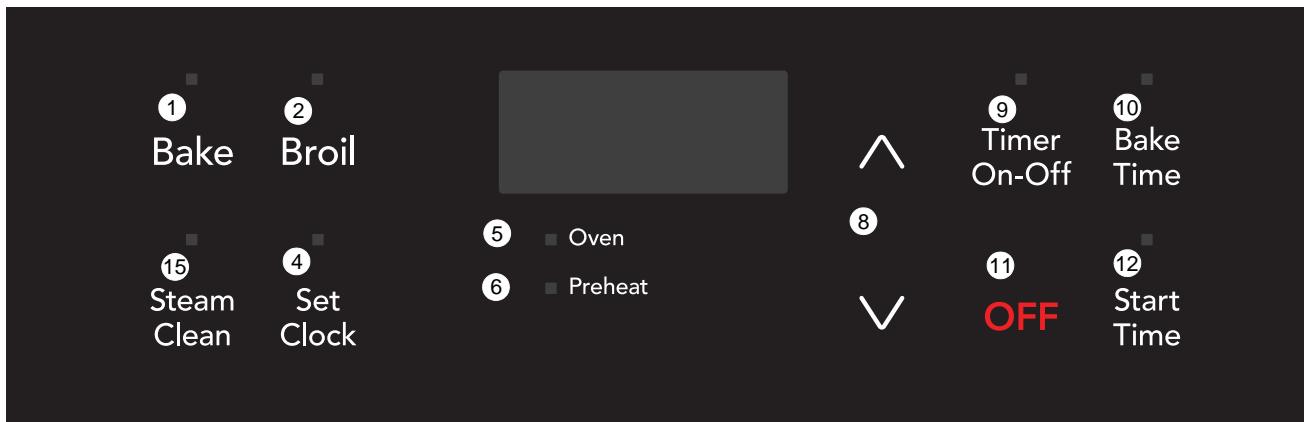 1
Bake
2
Broil
9
Timer
On-Off
10
Bake
Time
5
Oven
6
Preheat
8
15
Steam
Clean
4
Set
Clock
11
OFF
12
Start
Time